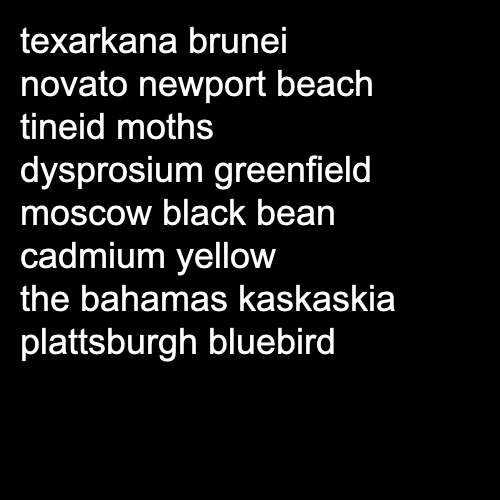 texarkana brunei
novato newport beach
tineid moths
dysprosium greenfield
moscow black bean
cadmium yellow
the bahamas kaskaskia
plattsburgh bluebird